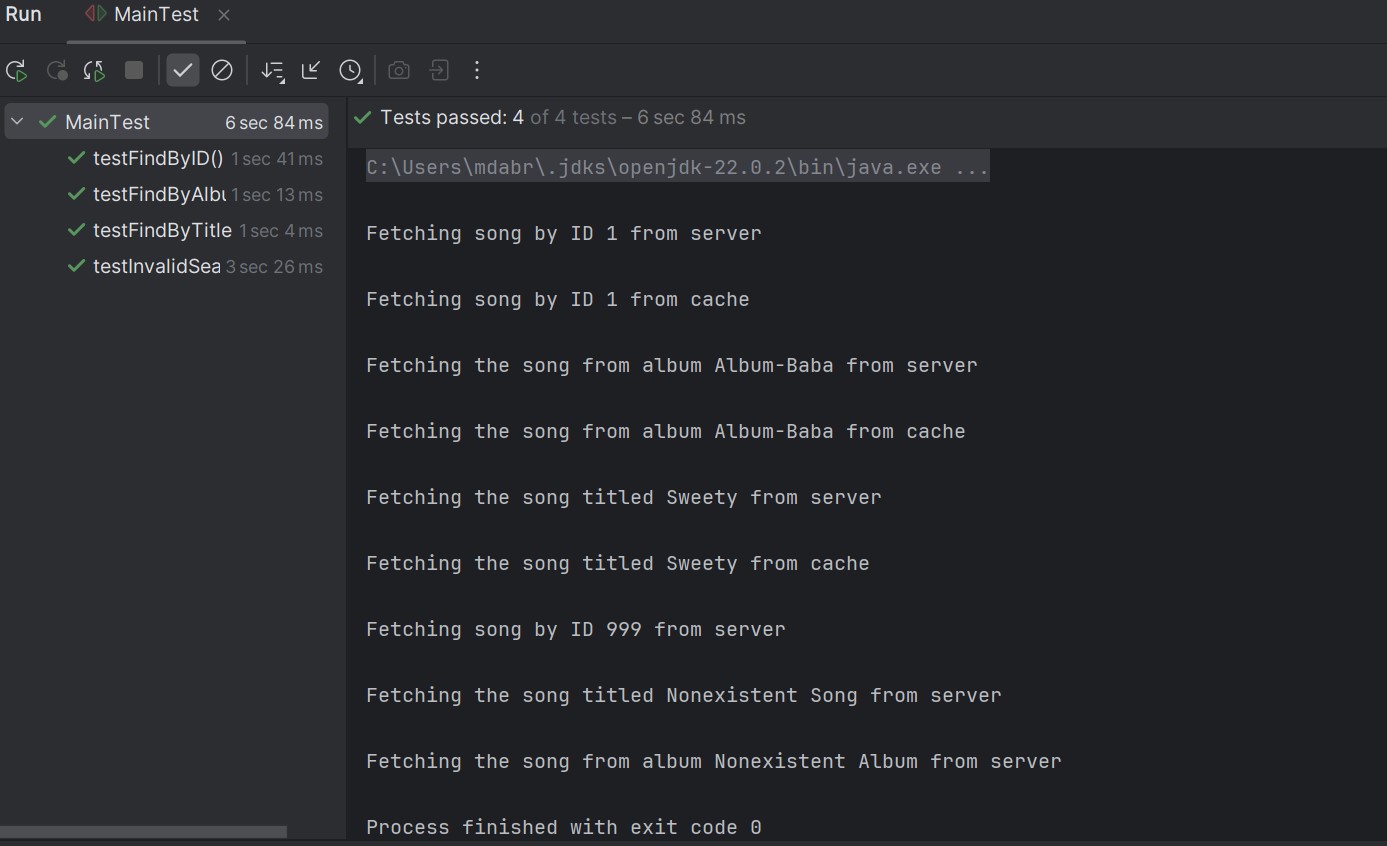 Run MainTest
MainTest 6 sec 84 ms
testFindByID() 1 sec 41 ms
testFindByAlbu 1 sec 13 ms
testFindByTitle 1 sec 4 ms
testInvalidSea 3 sec 26 ms
Tests passed: 4 of 4 tests – 6 sec 84 ms
C:\Users\mdabr\.jdks\openjdk-22.0.2\bin\java.exe ...
Fetching song by ID 1 from server
Fetching song by ID 1 from cache
Fetching the song from album Album-Baba from server
Fetching the song from album Album-Baba from cache
Fetching the song titled Sweety from server
Fetching the song titled Sweety from cache
Fetching song by ID 999 from server
Fetching the song titled Nonexistent Song from server
Fetching the song from album Nonexistent Album from server
Process finished with exit code 0